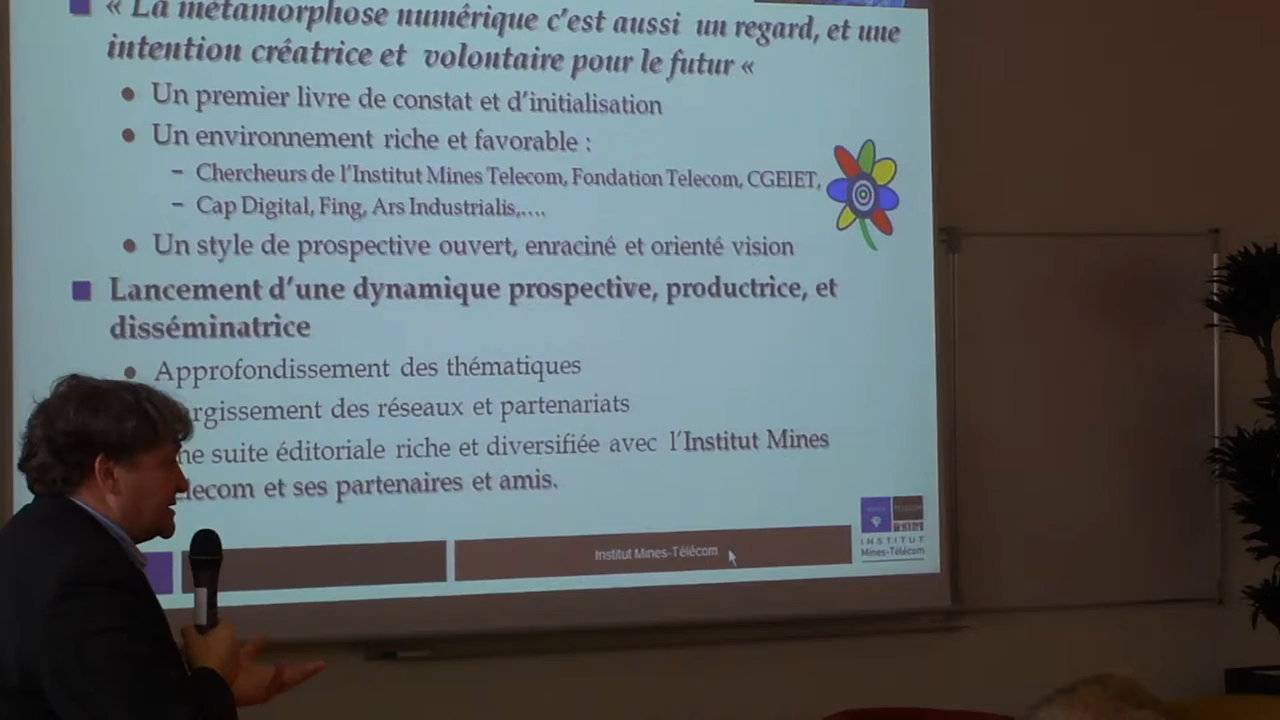 « La métamorphose numérique c'est aussi un regard, et une
intention créatrice et volontaire pour le futur «
Un premier livre de constat et d'initialisation
Un environnement riche et favorable :
– Chercheurs de l'Institut Mines Telecom, Fondation Telecom, CGEIET,
– Cap Digital, Fing, Ars Industrialis,….
Un style de prospective ouvert, enraciné et orienté vision
Lancement d'une dynamique prospective, productrice, et
disséminatrice
Approfondissement des thématiques
rgissement des réseaux et partenariats
ne suite éditoriale riche et diversifiée avec l'Institut Mines
lecom et ses partenaires et amis.
Institut Mines-Télécom
INSTITUT
Mines-Télécom